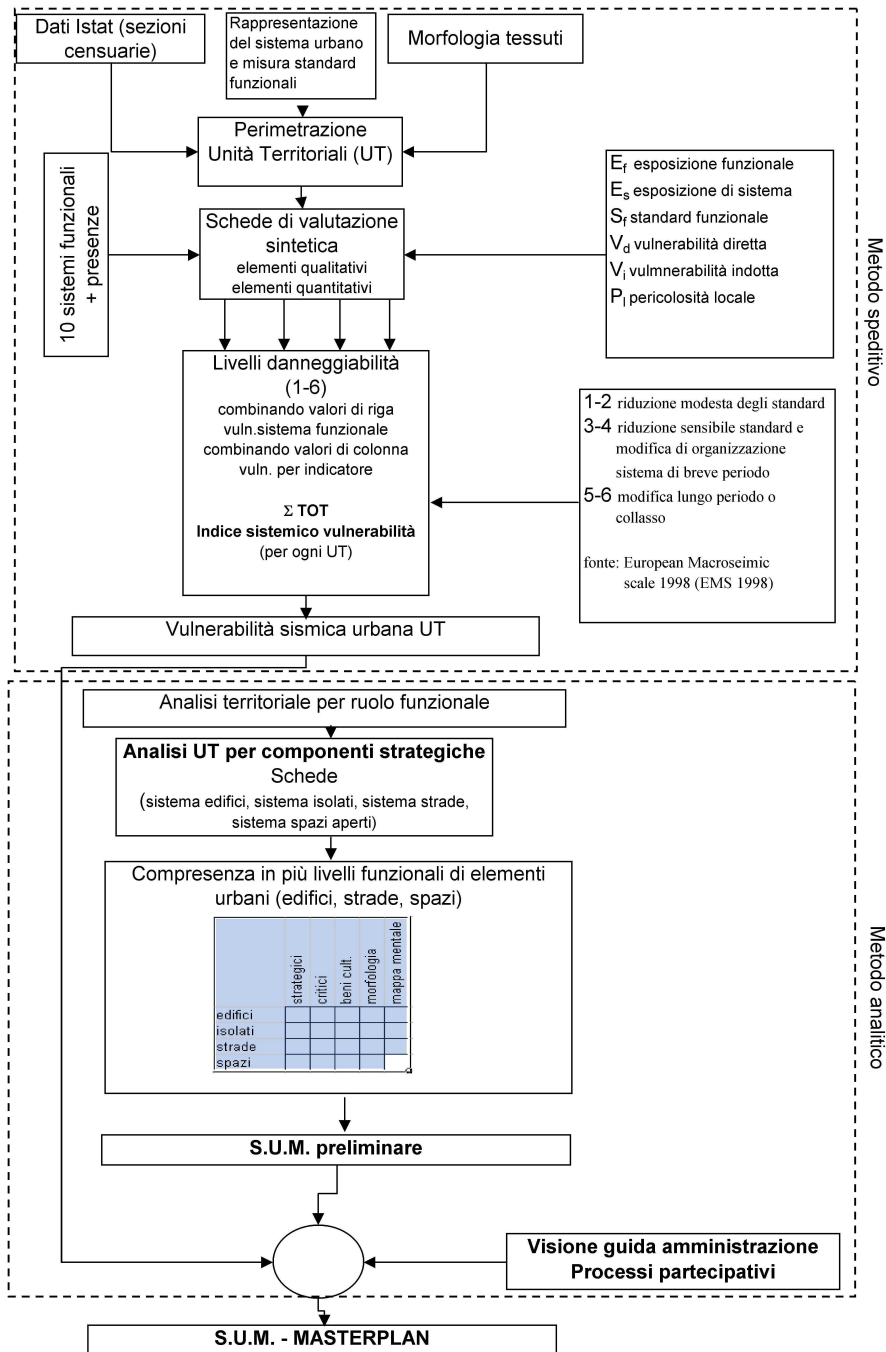 Dati Istat (sezioni
censuarie)
Rappresentazione
del sistema urbano
e misura standard
funzionali
Morfologia tessuti
Perimetrazione
Unità Territoriali (UT)
10 sistemi funzionali
+ presenze
Schede di valutazione
sintetica
elementi qualitativi
elementi quantitativi
Ef esposizione funzionale
Es esposizione di sistema
Sf standard funzionale
Vd vulnerabilità diretta
Vi vulmnerabilità indotta
Pl pericolosità locale
Metodo speditivo
Livelli danneggiabilità
(1-6)
combinando valori di riga
vuln.sistema funzionale
combinando valori di colonna
vuln. per indicatore
Σ TOT
Indice sistemico vulnerabilità
(per ogni UT)
1-2 riduzione modesta degli standard
3-4 riduzione sensibile standard e
modifica di organizzazione
sistema di breve periodo
5-6 modifica lungo periodo o
collasso
fonte: European Macroseimic
scale 1998 (EMS 1998)
Vulnerabilità sismica urbana UT
Analisi territoriale per ruolo funzionale
Analisi UT per componenti strategiche
Schede
(sistema edifici, sistema isolati, sistema strade,
sistema spazi aperti)
Compresenza in più livelli funzionali di elementi
urbani (edifici, strade, spazi)
strategici
critici
beni cult.
morfologia
mappa mentale
edifici
isolati
strade
spazi
Metodo analitico
S.U.M. preliminare
Visione guida amministrazione
Processi partecipativi
S.U.M. - MASTERPLAN